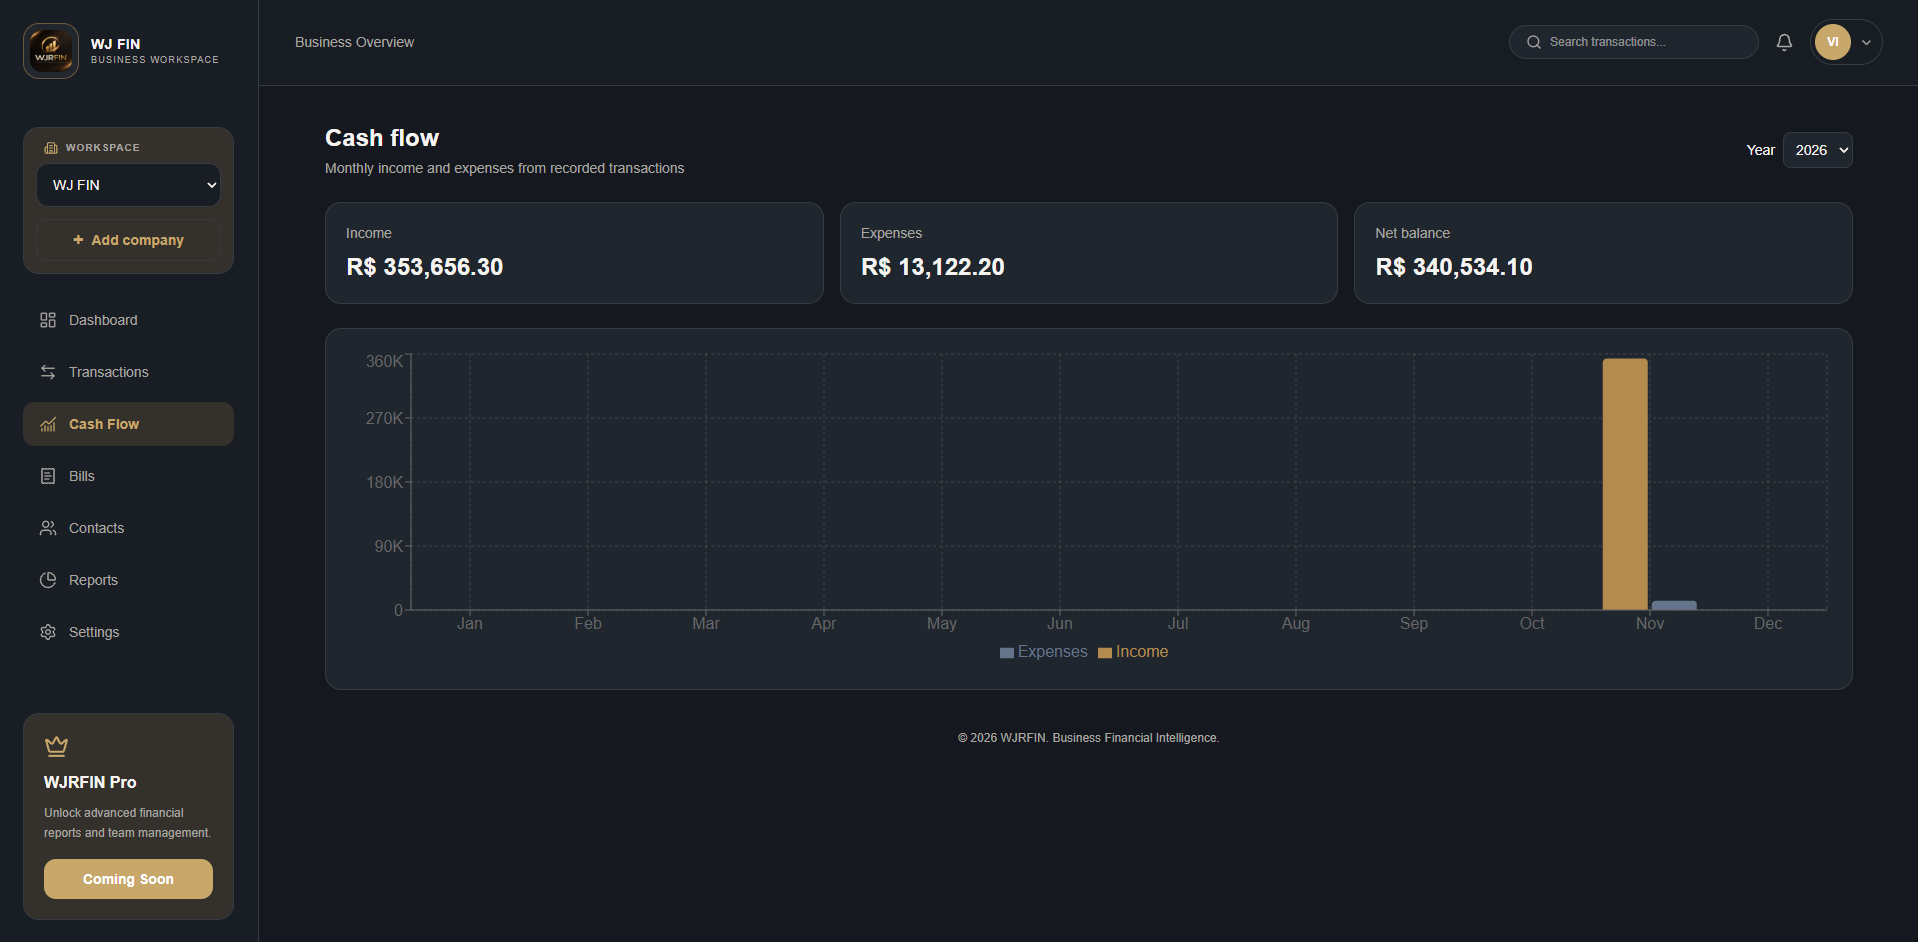 WJRFIN
WJ FIN
BUSINESS WORKSPACE
Business Overview
Search transactions...
VI
WORKSPACE
WJ FIN
+ Add company
Dashboard
Transactions
Cash Flow
Bills
Contacts
Reports
Settings
WJRFIN Pro
Unlock advanced financial
reports and team management.
Coming Soon
Cash flow
Monthly income and expenses from recorded transactions
Year 2026
Income
R$ 353,656.30
Expenses
R$ 13,122.20
Net balance
R$ 340,534.10
360K
270K
180K
90K
0
Jan Feb Mar Apr May Jun Jul Aug Sep Oct Nov Dec
Expenses Income
© 2026 WJRFIN. Business Financial Intelligence.